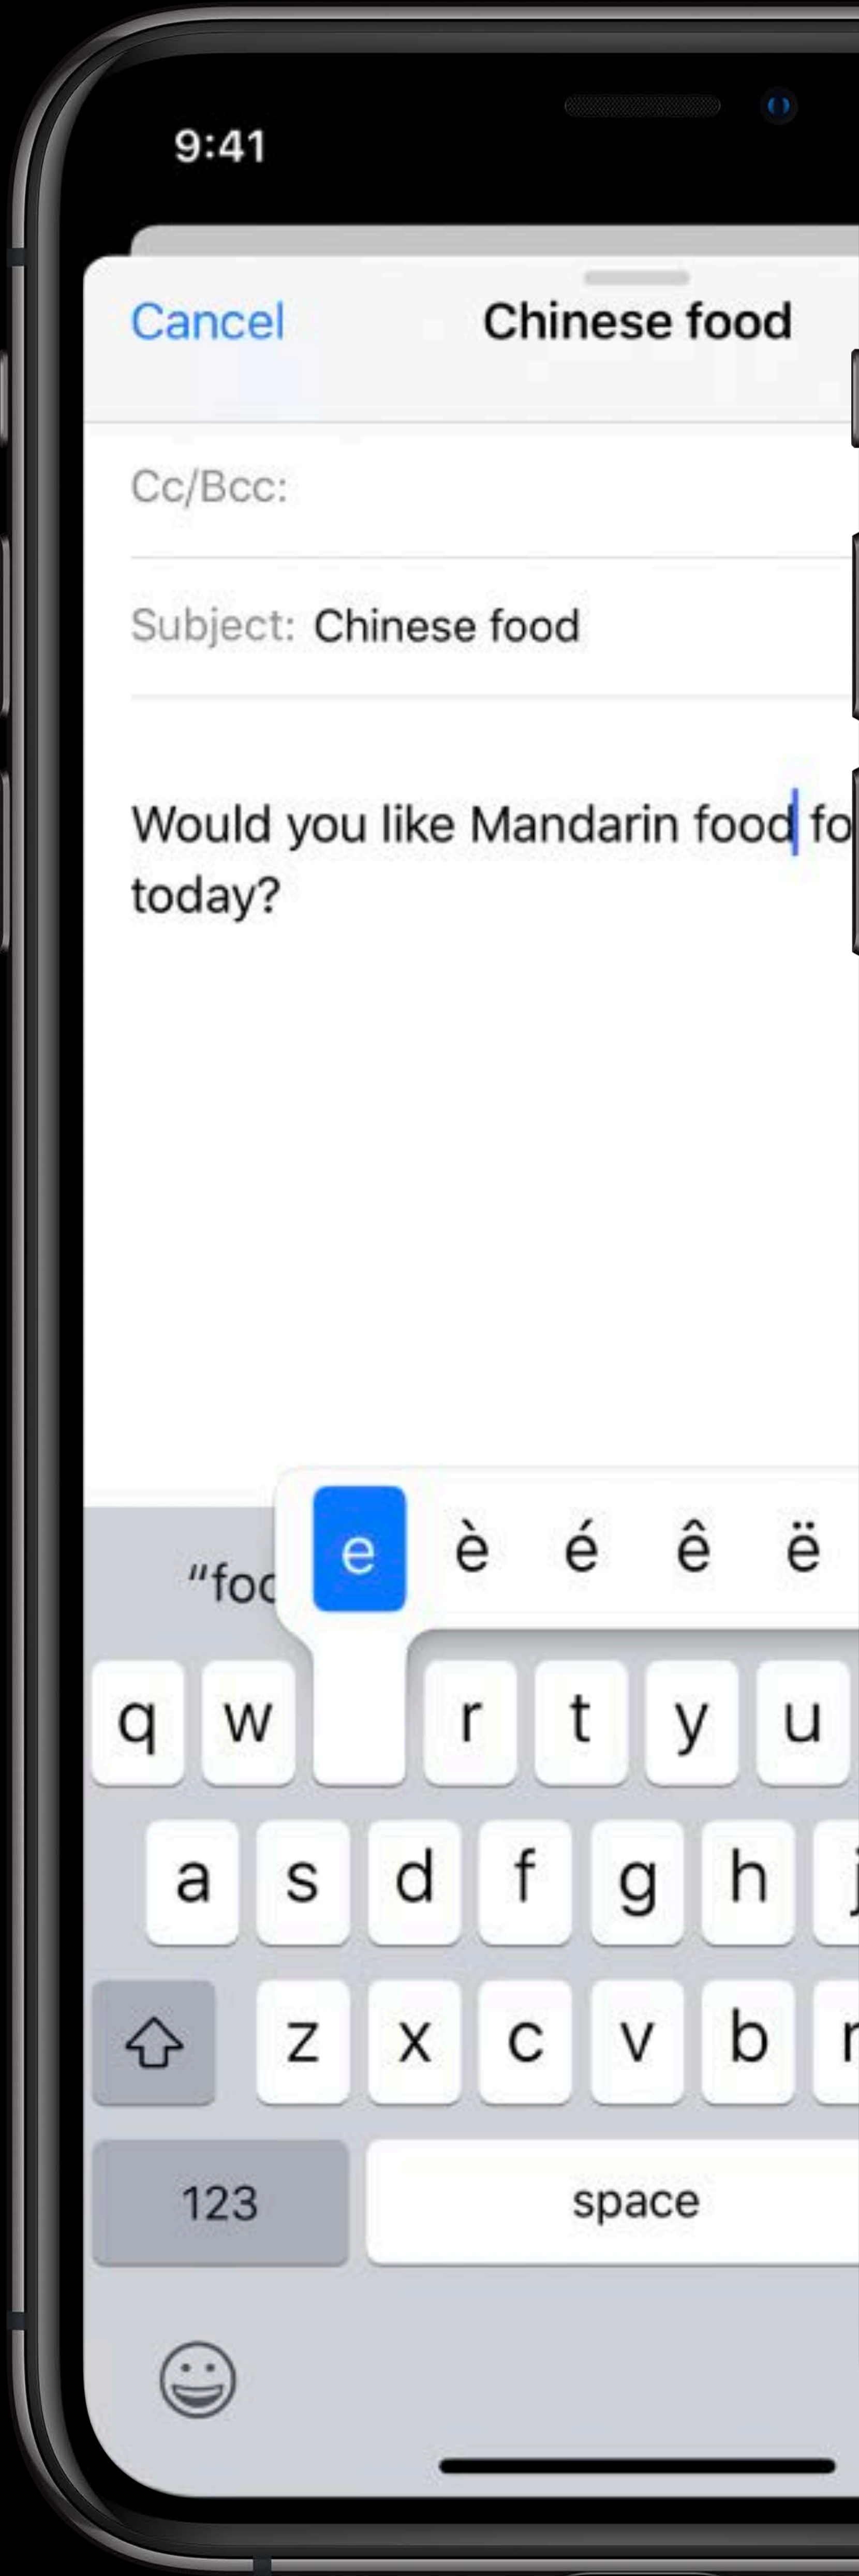 9:41
Cancel Chinese food
Cc/Bcc:
Subject: Chinese food
Would you like Mandarin food
today?
e è é ê ë
q w r t y u
a s d f g h j
z x c v b
123 space